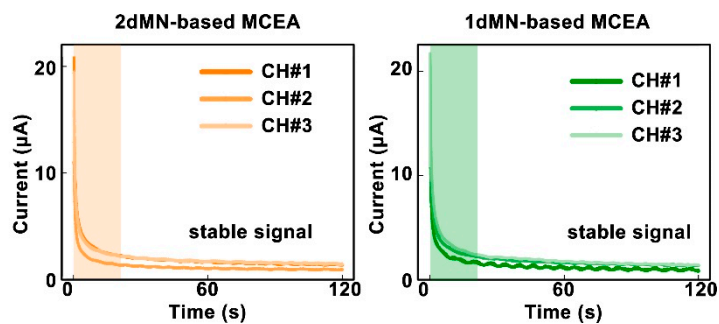 2dMN-based MCEA
20
10
0
Current (μA)
CH#1
CH#2
CH#3
stable signal
0
60
120
Time (s)
1dMN-based MCEA
20
10
0
Current (μA)
CH#1
CH#2
CH#3
stable signal
0
60
120
Time (s)